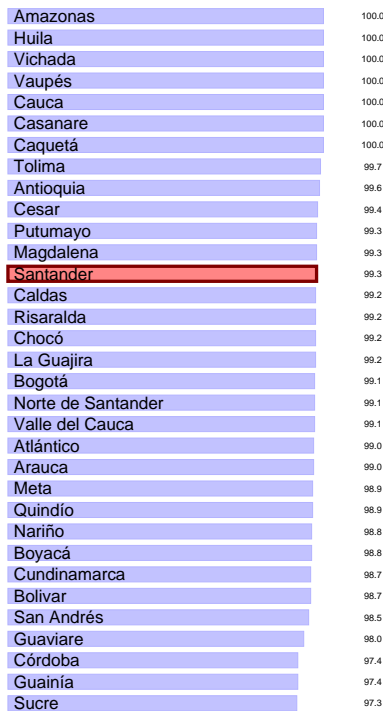 Amazonas 100.0
Huila 100.0
Vichada 100.0
Vaupés 100.0
Cauca 100.0
Casanare 100.0
Caquetá 100.0
Tolima 99.7
Antioquia 99.6
Cesar 99.4
Putumayo 99.3
Magdalena 99.3
Santander 99.3
Caldas 99.2
Risaralda 99.2
Chocó 99.2
La Guajira 99.2
Bogotá 99.1
Norte de Santander 99.1
Valle del Cauca 99.1
Atlántico 99.0
Arauca 99.0
Meta 98.9
Quindío 98.9
Nariño 98.8
Boyacá 98.8
Cundinamarca 98.7
Bolivar 98.7
San Andrés 98.5
Guaviare 98.0
Córdoba 97.4
Guainía 97.4
Sucre 97.3